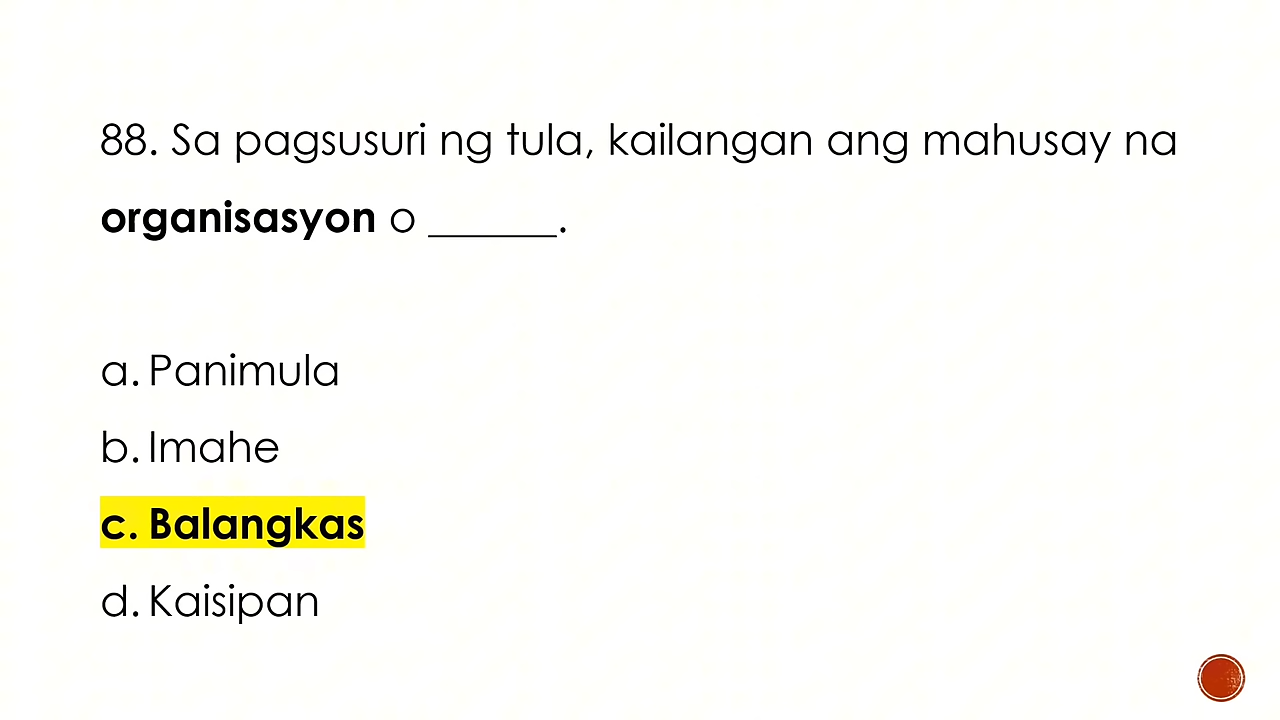 88. Sa pagsusuri ng tula, kailangan ang mahusay na
organisasyon o ______.
a. Panimula
b. Imahe
c. Balangkas
d. Kaisipan